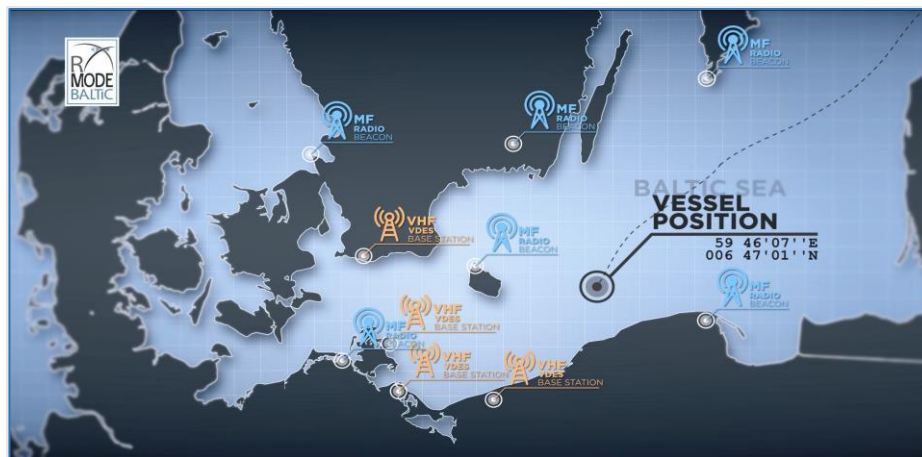 R
MODE
BALTIC
MF
RADIO
BEACON
MF
RADIO
BEACON
MF
RADIO
BEACON
BALTIC SEA
VESSEL
POSITION
59 46'07''E
006 47'01''N
VHF
VDES
BASE STATION
MF
RADIO
BEACON
MF
RADIO
BEACON
VHF
VDES
BASE STATION
MF
RADIO
BEACON
VHF
VDES
BASE STATION
VHF
VDES
BASE STATION